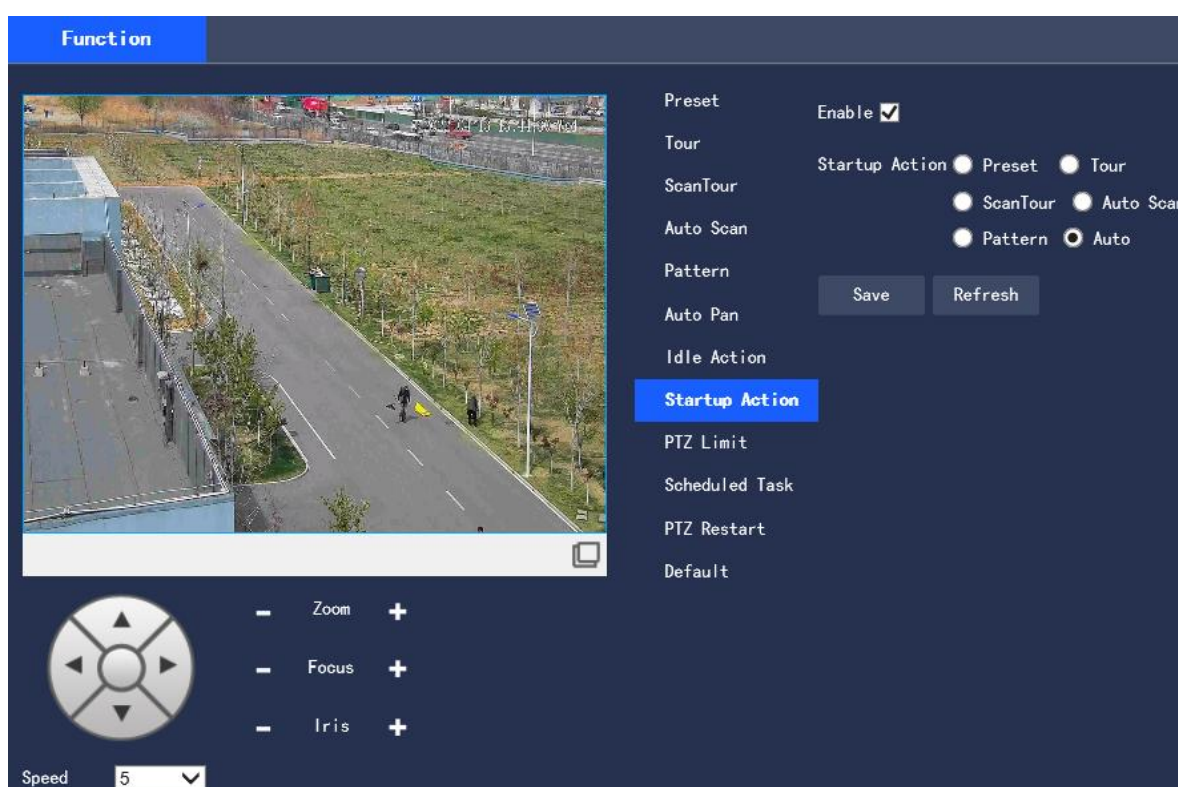 Function
Preset
Tour
ScanTour
Auto Scan
Pattern
Auto Pan
Idle Action
Startup Action
PTZ Limit
Scheduled Task
PTZ Restart
Default
Enable
Startup Action Preset Tour
ScanTour Auto Scan
Pattern Auto
Save Refresh
- Zoom +
- Focus +
- Iris +
Speed 5